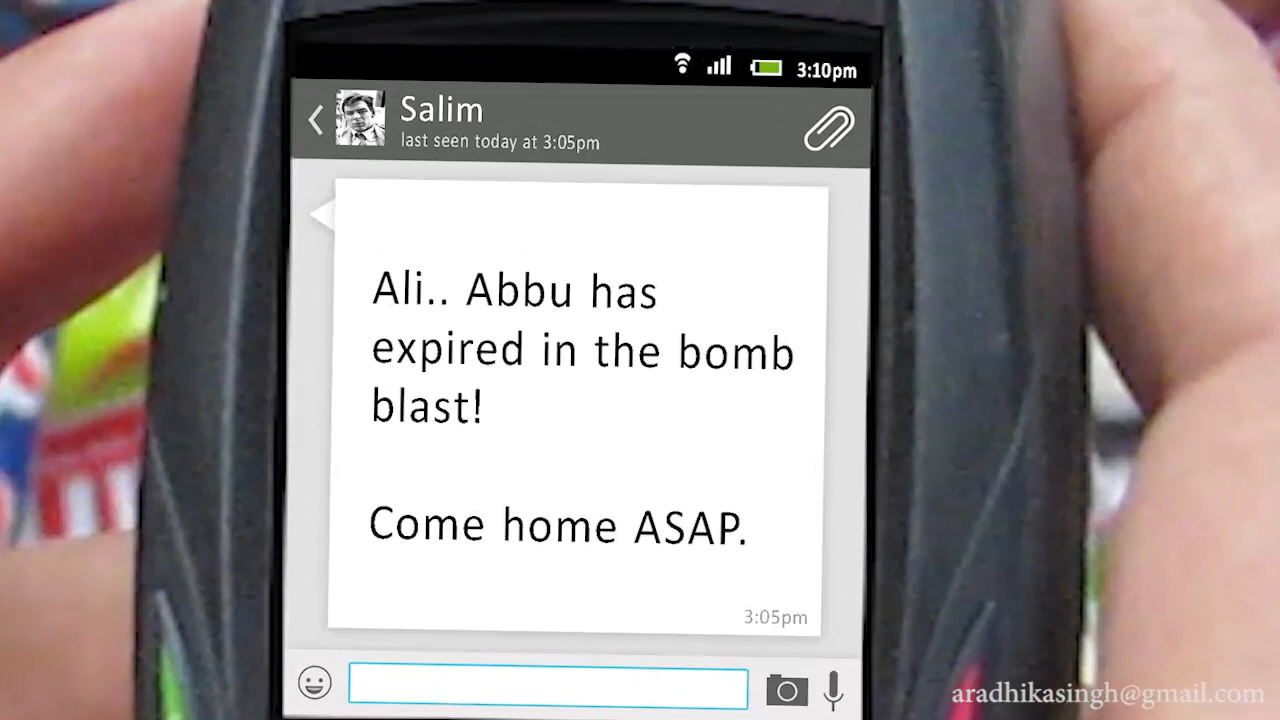 3:10pm
Salim
last seen today at 3:05pm
Ali.. Abbu has
expired in the bomb
blast!
Come home ASAP.
3:05pm
aradhikasingh@gmail.com